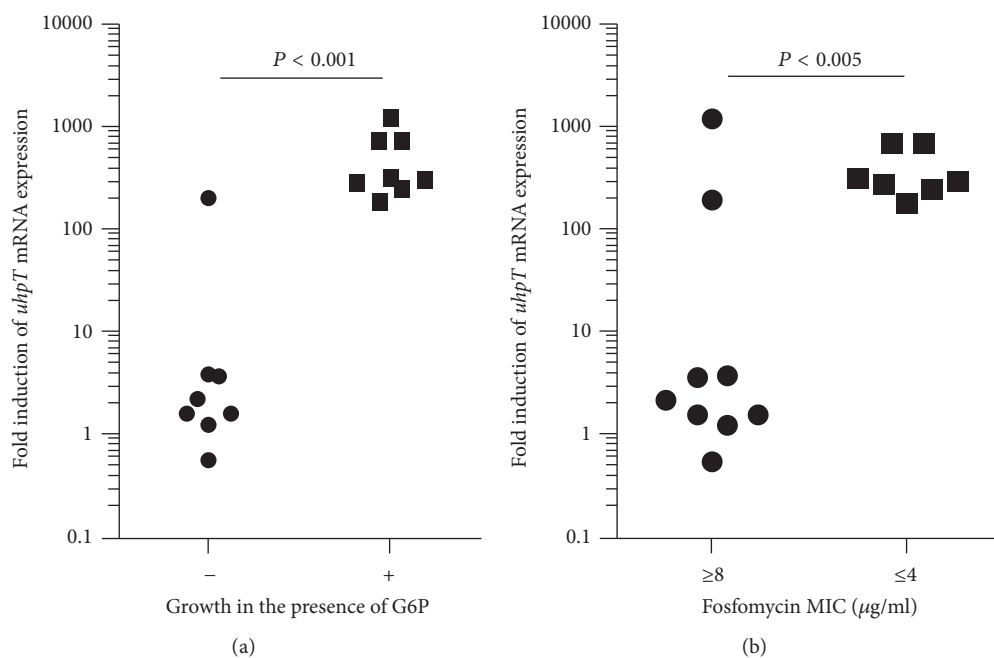 10000
1000
100
10
1
0.1
Fold induction of uhpT mRNA expression
P < 0.001
−
+
Growth in the presence of G6P
(a)
10000
1000
100
10
1
0.1
Fold induction of uhpT mRNA expression
P < 0.005
≥8
≤4
Fosfomycin MIC (μg/ml)
(b)